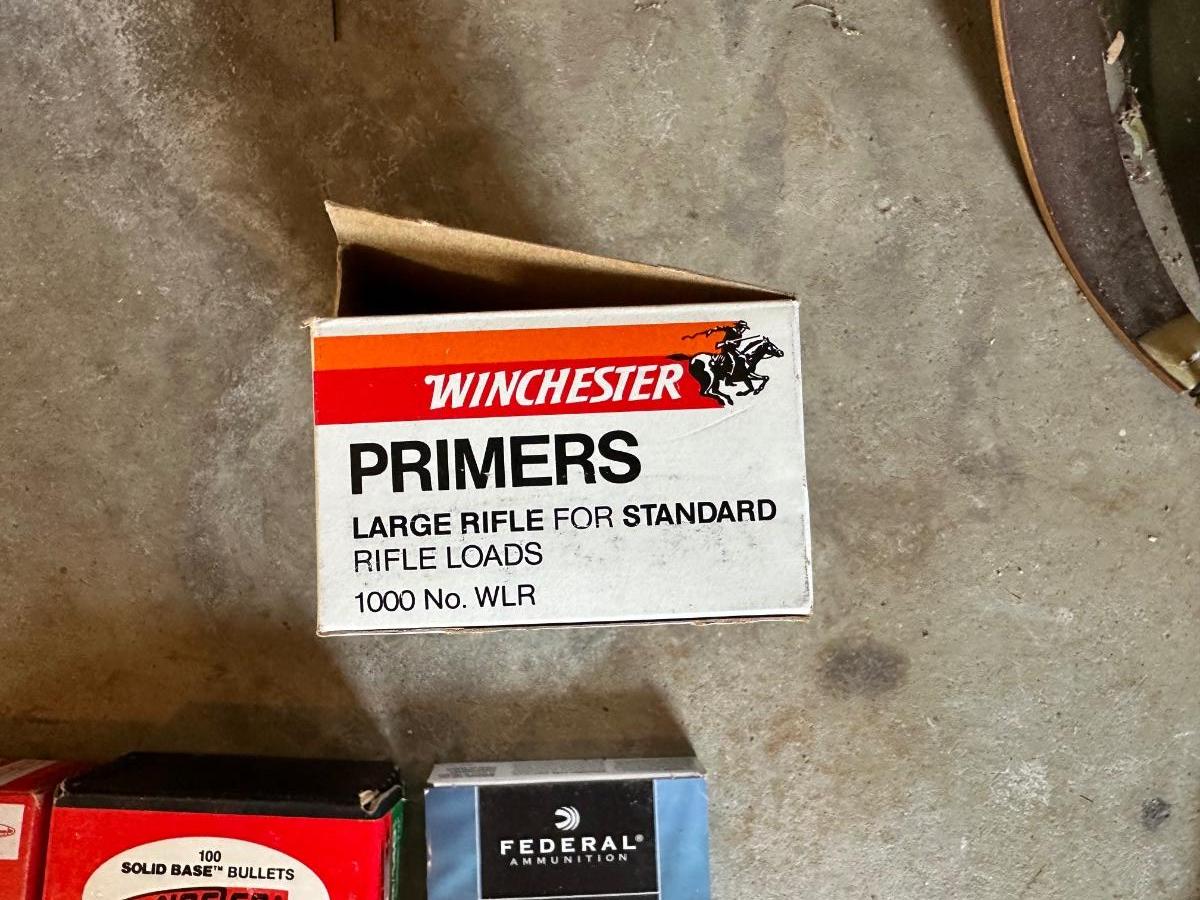 WINCHESTER
PRIMERS
LARGE RIFLE FOR STANDARD
RIFLE LOADS
1000 No. WLR
100
SOLID BASE™ BULLETS
FEDERAL®
AMMUNITION